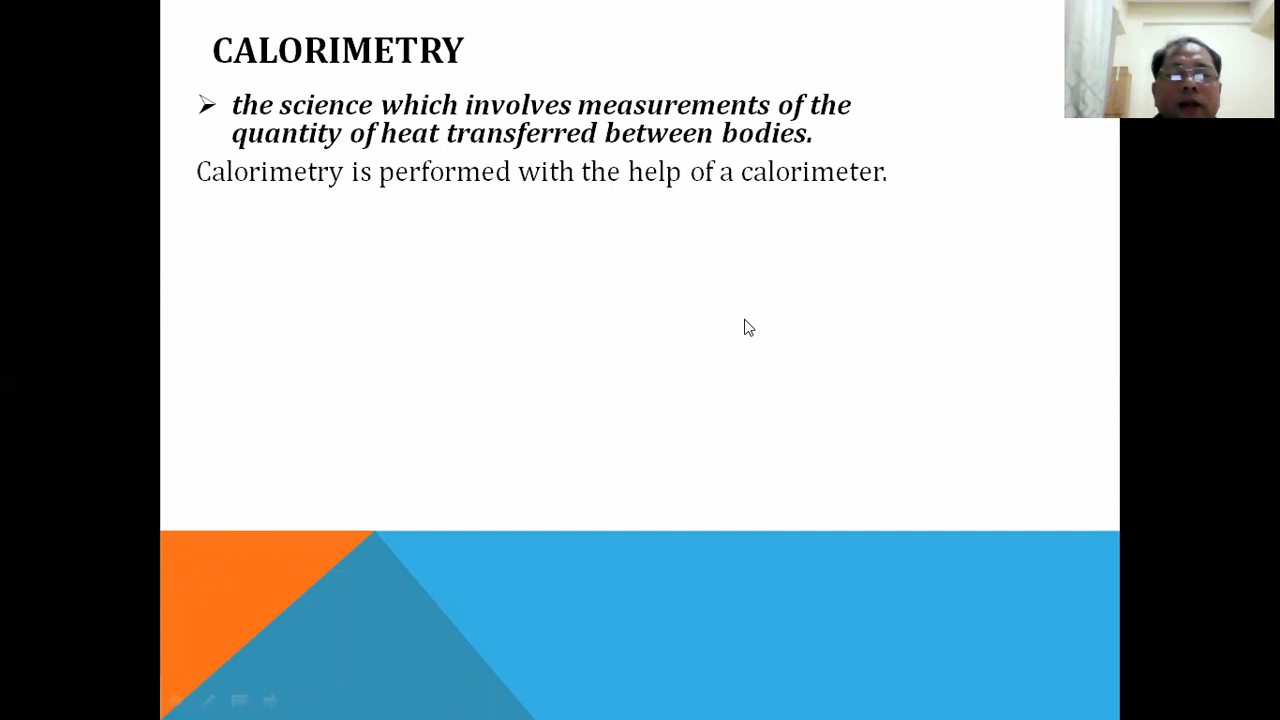 CALORIMETRY
➢ the science which involves measurements of the
quantity of heat transferred between bodies.
Calorimetry is performed with the help of a calorimeter.